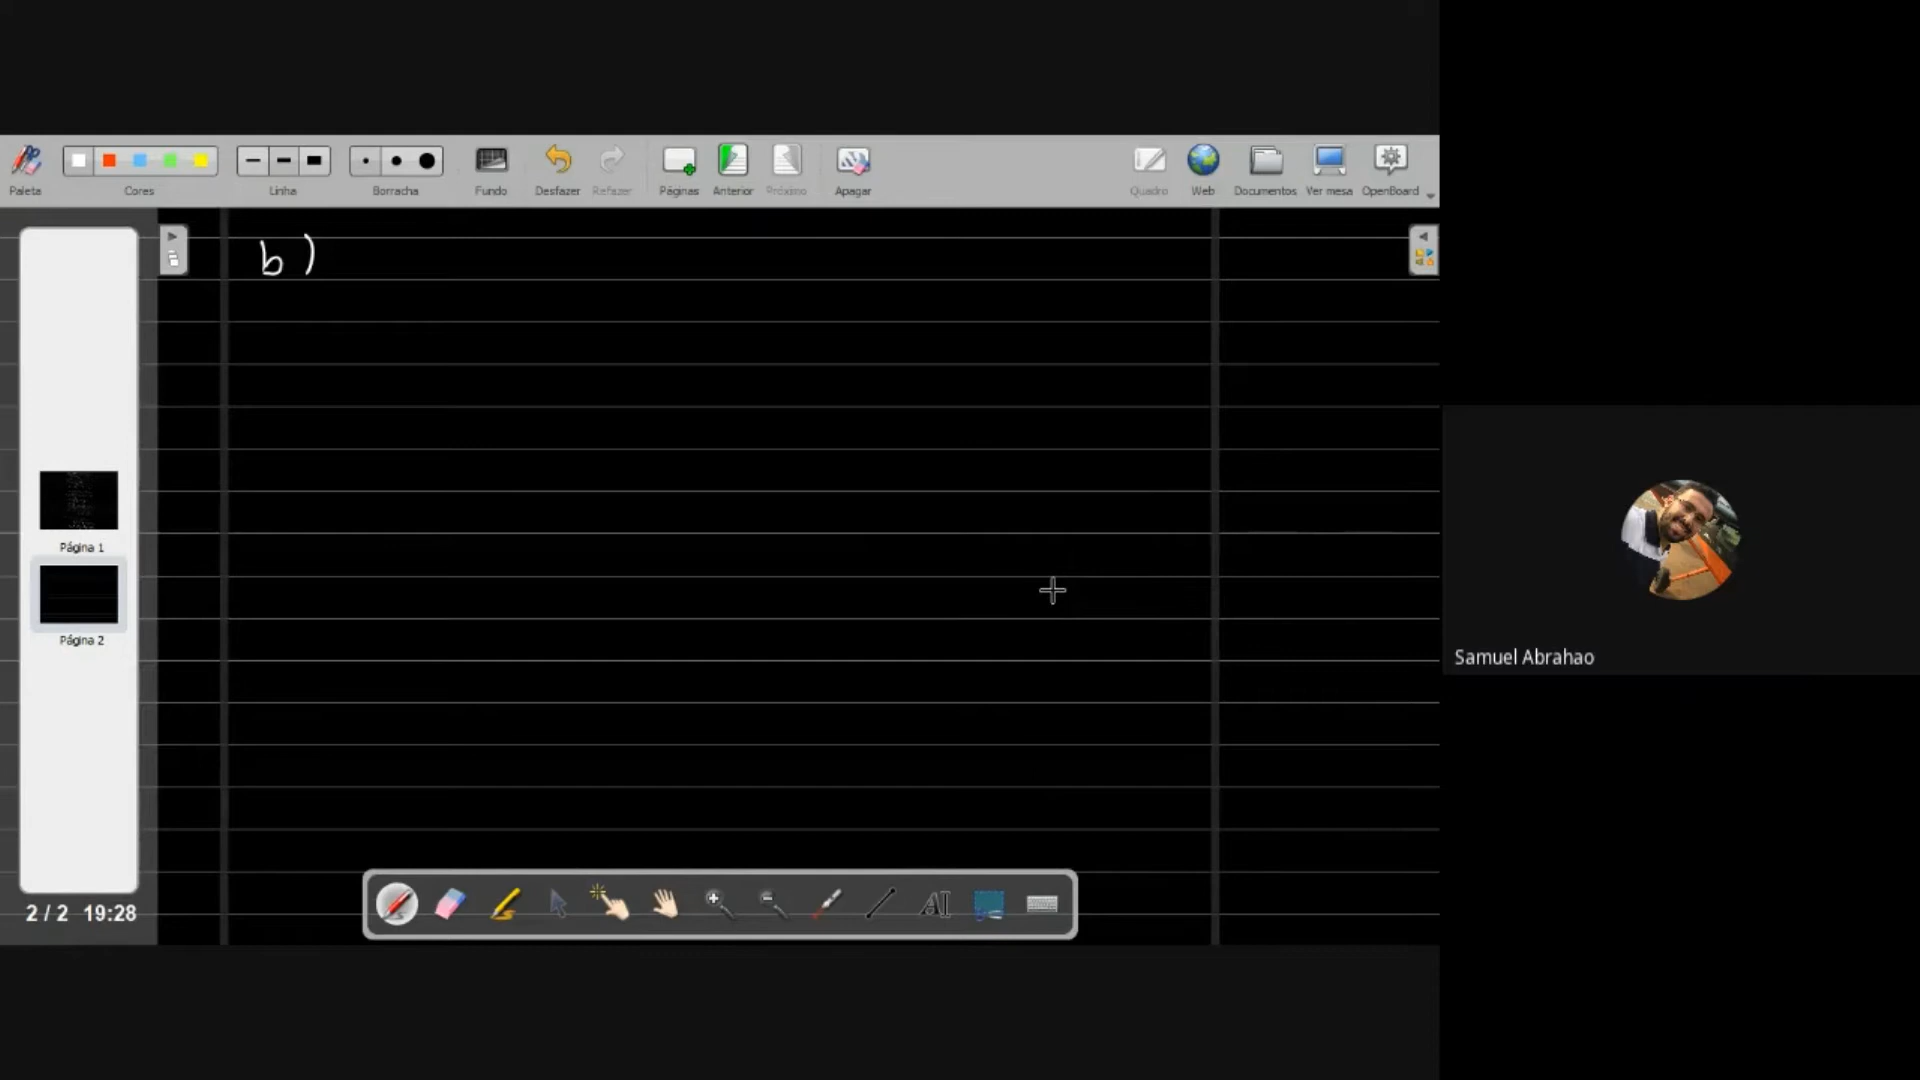 Paleta
Cores
Linha
Borracha
Fundo
Desfazer
Refazer
Páginas
Anterior
Próximo
Apagar
Quadro
Web
Documentos
Ver mesa
OpenBoard
b)
Página 1
Página 2
2 / 2 19:28
AI
Samuel Abrahao